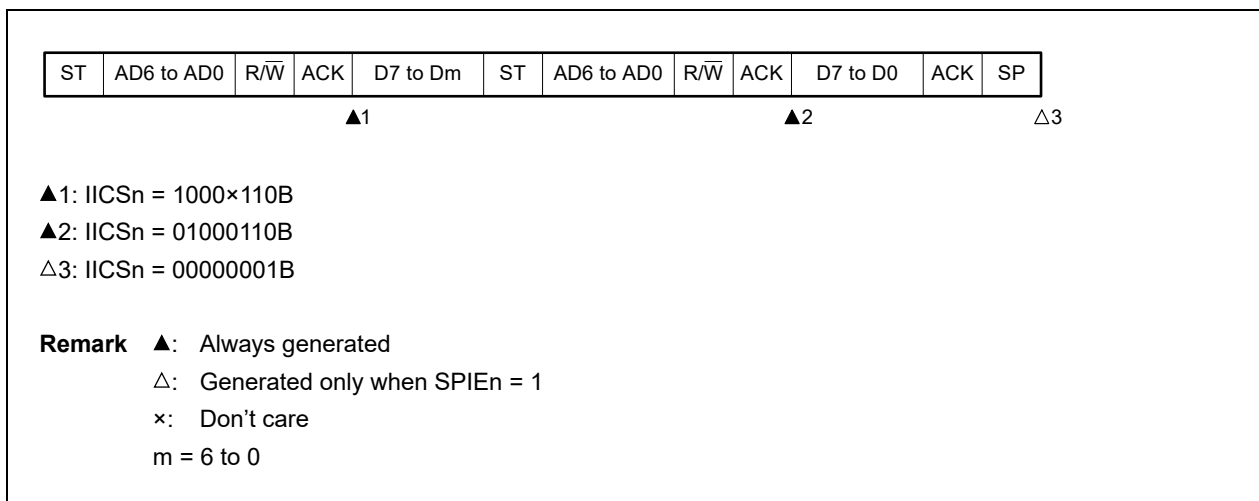 ST AD6 to AD0 R/W̅ ACK D7 to Dm ST AD6 to AD0 R/W̅ ACK D7 to D0 ACK SP
▲1 ▲2 △3
▲1: IICSn = 1000×110B
▲2: IICSn = 01000110B
△3: IICSn = 00000001B
Remark ▲: Always generated
△: Generated only when SPIEn = 1
×: Don't care
m = 6 to 0